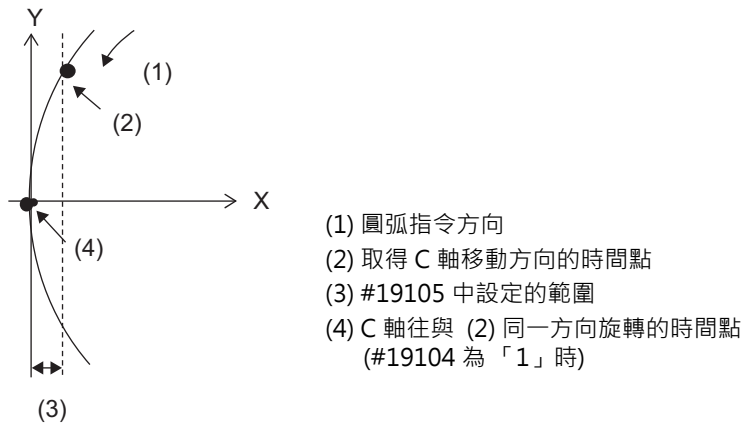 Y
(1)
(2)
X
(4)
(3)
(1) 圓弧指令方向
(2) 取得 C 軸移動方向的時間點
(3) #19105 中設定的範圍
(4) C 軸往與 (2) 同一方向旋轉的時間點
(#19104 為 「1」時)